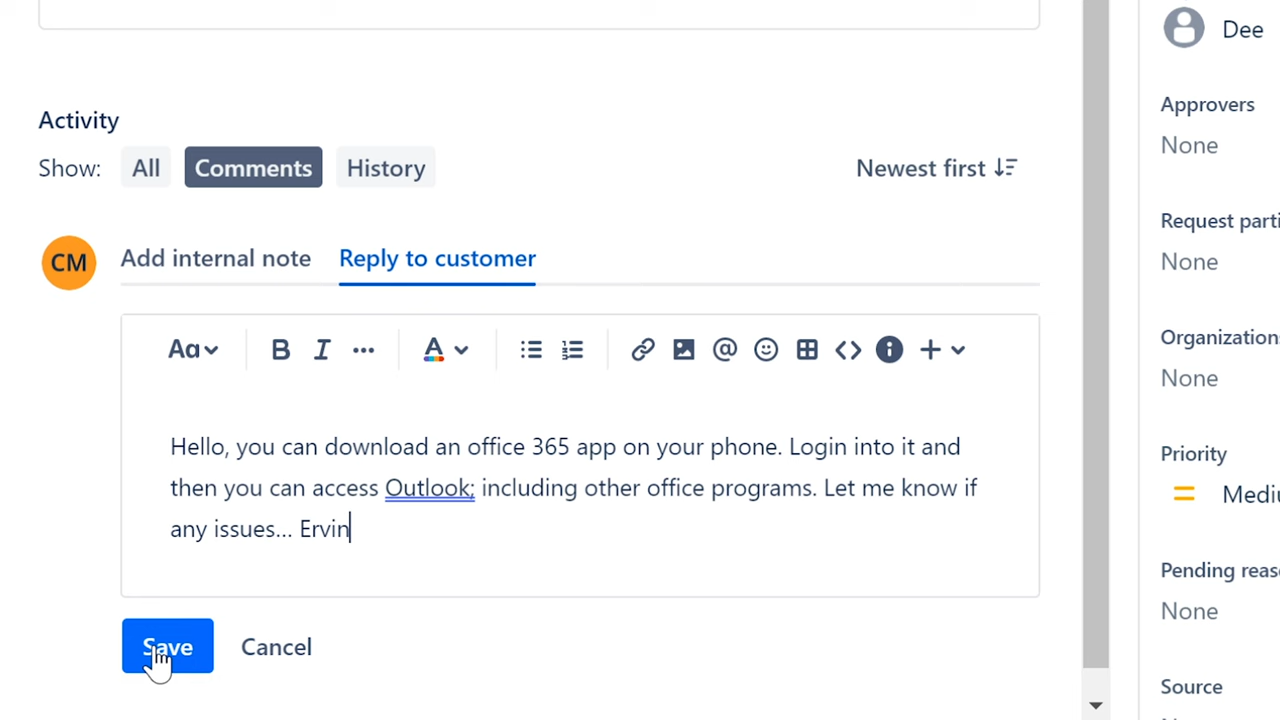 Dee
Approvers
None
Activity
Show: All Comments History Newest first
Request parti
None
CM Add internal note Reply to customer
Organizations
None
Aa B I ... A @ <> i +
Hello, you can download an office 365 app on your phone. Login into it and
then you can access Outlook; including other office programs. Let me know if
any issues... Ervin
Priority
Mediu
Pending reas
None
Save Cancel
Source